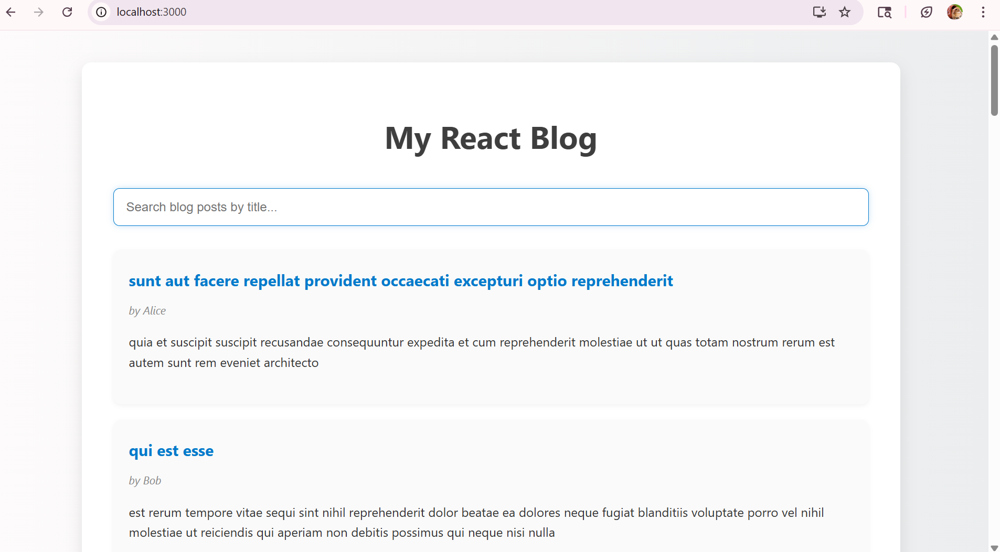 localhost:3000
My React Blog
Search blog posts by title...
sunt aut facere repellat provident occaecati excepturi optio reprehenderit
by Alice
quia et suscipit suscipit recusandae consequuntur expedita et cum reprehenderit molestiae ut ut quas totam nostrum rerum est
autem sunt rem eveniet architecto
qui est esse
by Bob
est rerum tempore vitae sequi sint nihil reprehenderit dolor beatae ea dolores neque fugiat blanditiis voluptate porro vel nihil
molestiae ut reiciendis qui aperiam non debitis possimus qui neque nisi nulla